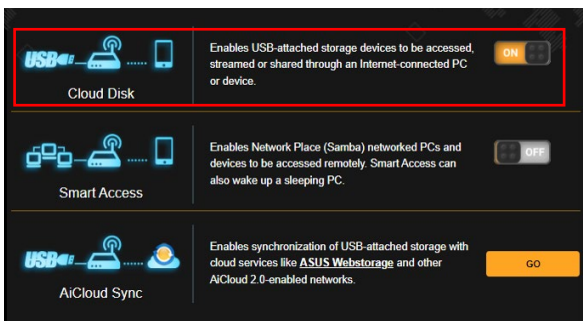 USB
Cloud Disk
Enables USB-attached storage devices to be accessed,
streamed or shared through an Internet-connected PC
or device.
ON
Smart Access
Enables Network Place (Samba) networked PCs and
devices to be accessed remotely. Smart Access can
also wake up a sleeping PC.
OFF
USB
AiCloud Sync
Enables synchronization of USB-attached storage with
cloud services like ASUS Webstorage and other
AiCloud 2.0-enabled networks.
GO